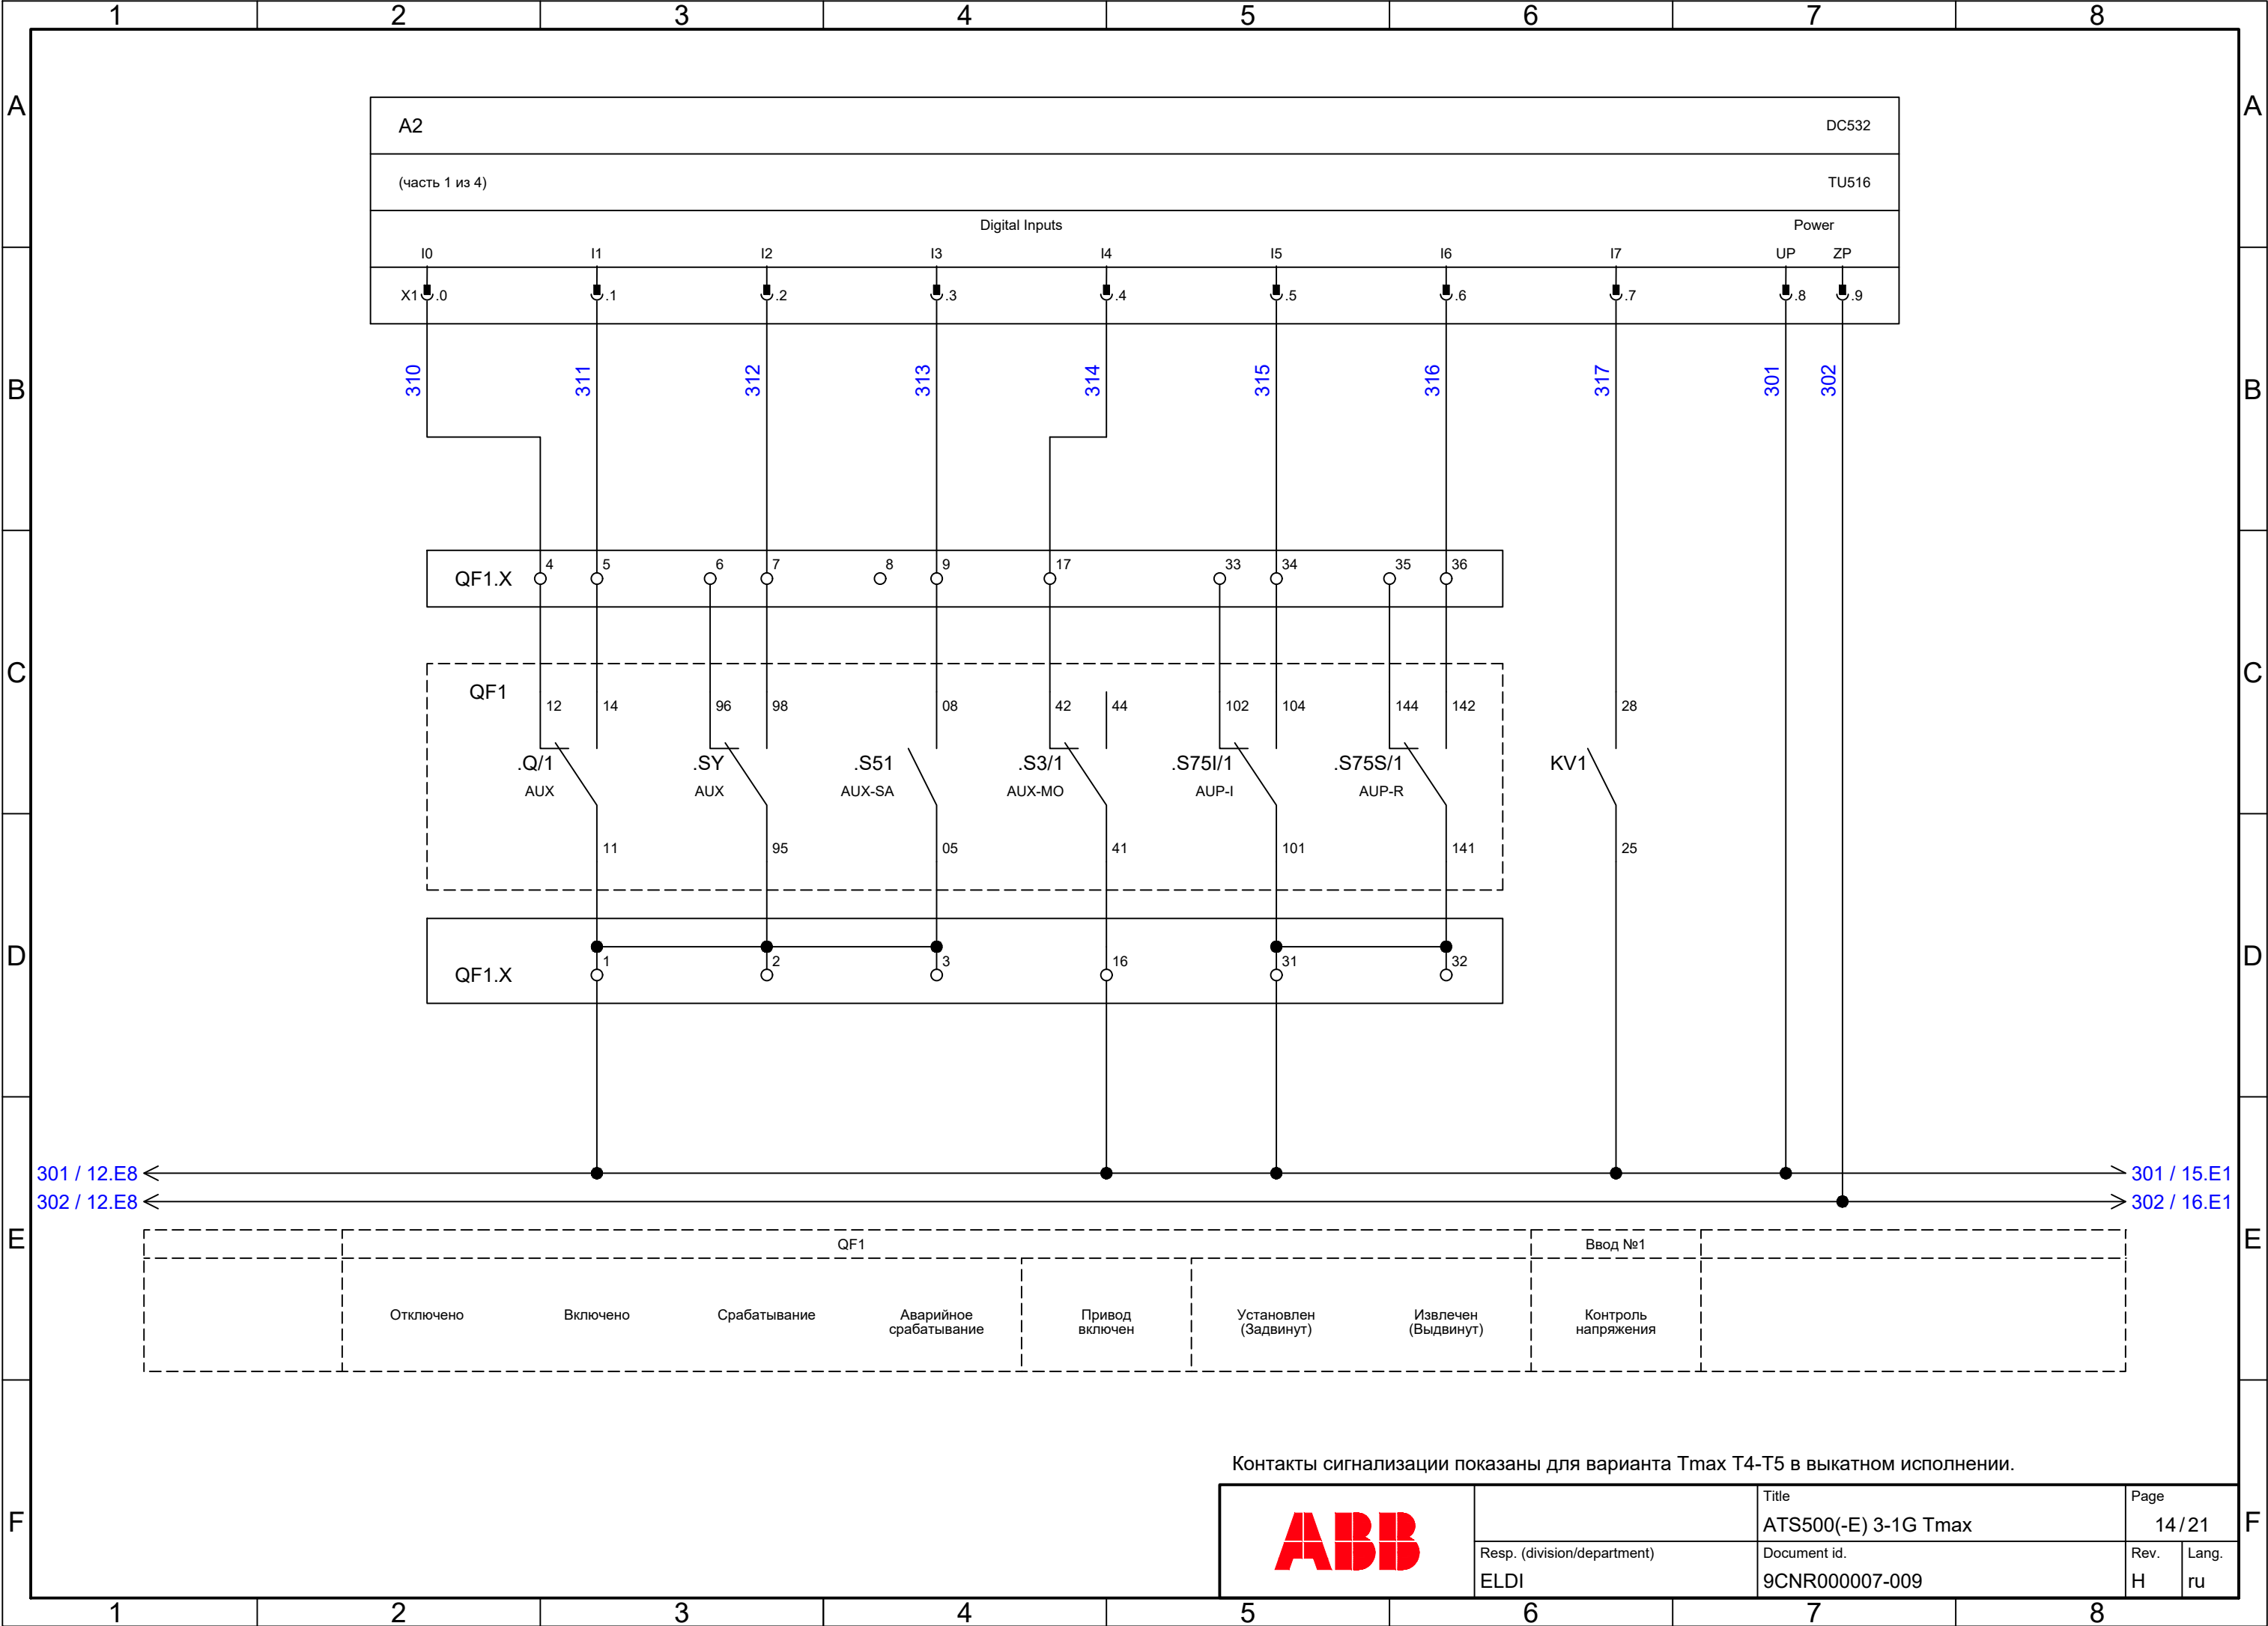 1 2 3 4 5 6 7 8
A A
A2 DC532
(часть 1 из 4) TU516
Digital Inputs Power
I0 I1 I2 I3 I4 I5 I6 I7 UP ZP
X1 .0 .1 .2 .3 .4 .5 .6 .7 .8 .9
310 311 312 313 314 315 316 317 301 302
B B
QF1.X 4 5 6 7 8 9 17 33 34 35 36
C C
QF1
12 14 96 98 08 42 44 102 104 144 142 28
.Q/1 .SY .S51 .S3/1 .S75I/1 .S75S/1 KV1
AUX AUX AUX-SA AUX-MO AUP-I AUP-R
11 95 05 41 101 141 25
D D
QF1.X 1 2 3 16 31 32
301 / 12.E8 301 / 15.E1
302 / 12.E8 302 / 16.E1
E E
QF1 Ввод №1
Отключено
Включено
Срабатывание
Аварийное
срабатывание
Привод
включен
Установлен
(Задвинут)
Извлечен
(Выдвинут)
Контроль
напряжения
Контакты сигнализации показаны для варианта Tmax T4-T5 в выкатном исполнении.
F F
ABB
Title
ATS500(-E) 3-1G Tmax
Page
14/21
Resp. (division/department)
ELDI
Document id.
9CNR000007-009
Rev.
H
Lang.
ru
1 2 3 4 5 6 7 8